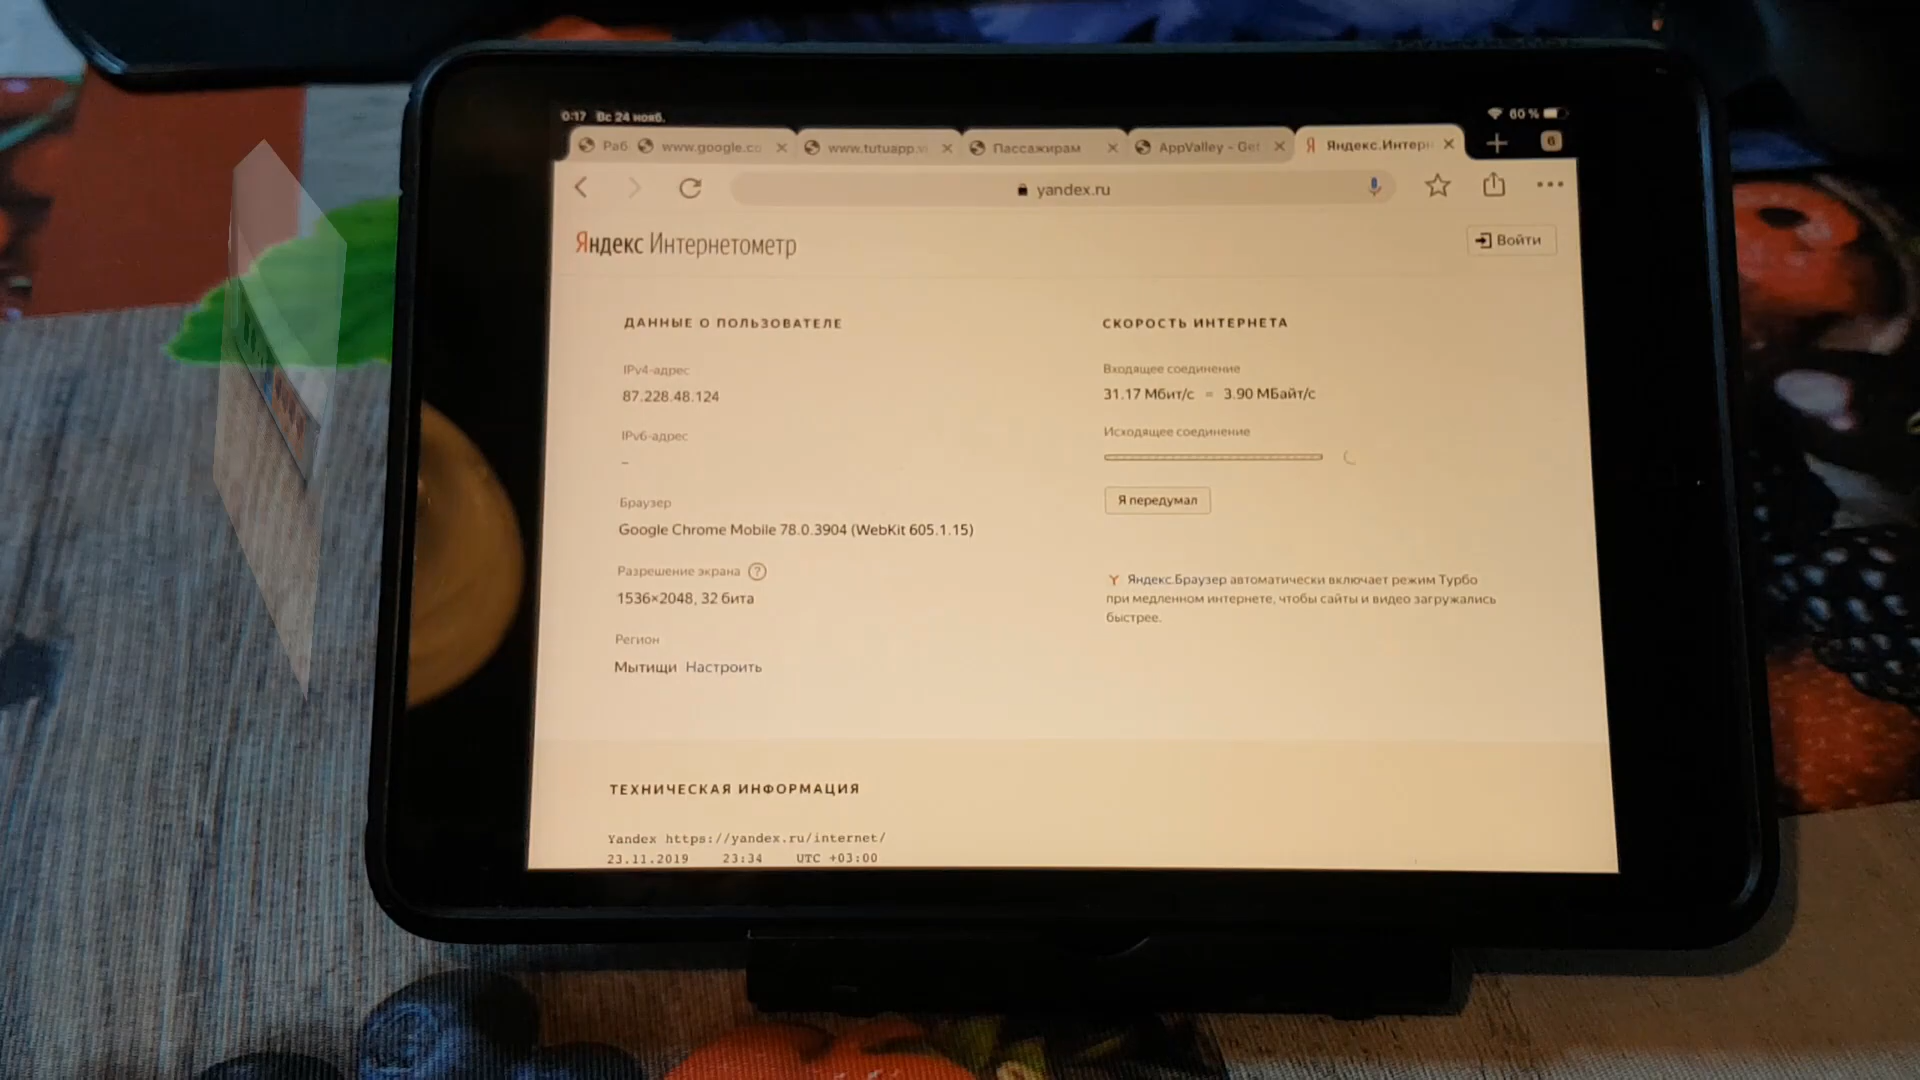 0:17 Вс 24 нояб.
60 %
Раб
www.google.co
www.tutuapp.vi
Пассажирам
AppValley - Get
Яндекс.Интерн
6
yandex.ru
Яндекс Интернетометр
Войти
ДАННЫЕ О ПОЛЬЗОВАТЕЛЕ
IPv4-адрес
87.228.48.124
IPv6-адрес
–
Браузер
Google Chrome Mobile 78.0.3904 (WebKit 605.1.15)
Разрешение экрана ?
1536×2048, 32 бита
Регион
Мытищи Настроить
СКОРОСТЬ ИНТЕРНЕТА
Входящее соединение
31.17 Мбит/с = 3.90 МБайт/с
Исходящее соединение
Я передумал
Яндекс.Браузер автоматически включает режим Турбо
при медленном интернете, чтобы сайты и видео загружались
быстрее.
ТЕХНИЧЕСКАЯ ИНФОРМАЦИЯ
Yandex https://yandex.ru/internet/
23.11.2019 23:34 UTC +03:00